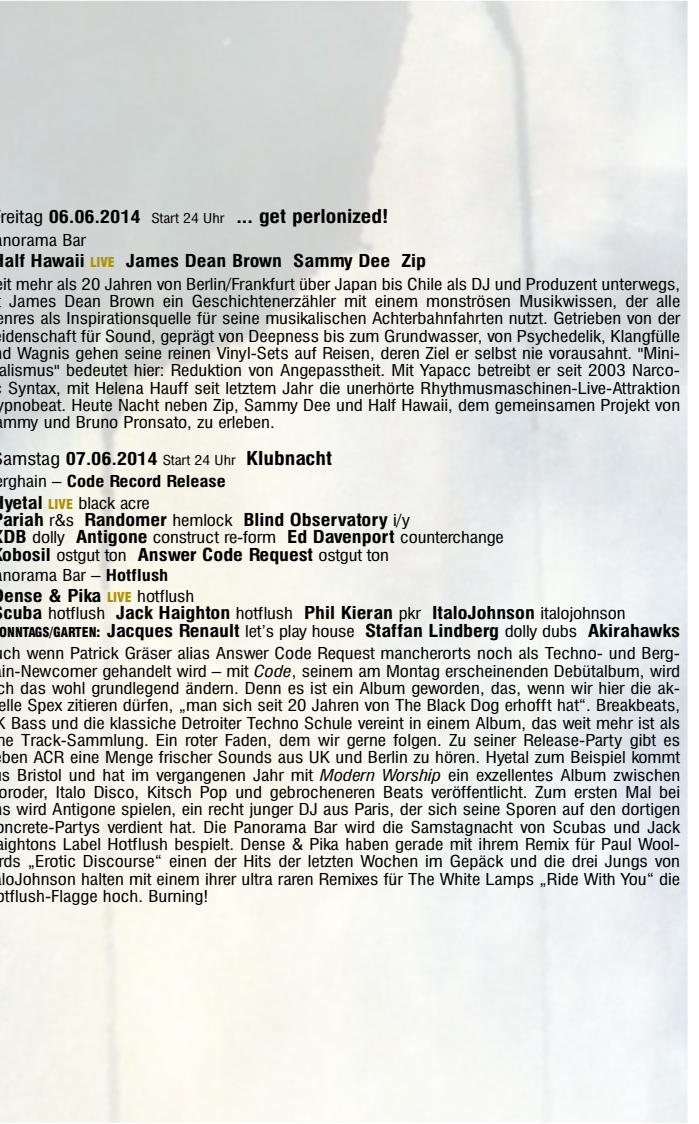 reitag 06.06.2014 Start 24 Uhr ... get perlonized!
anorama Bar
Half Hawaii LIVE James Dean Brown Sammy Dee Zip
eit mehr als 20 Jahren von Berlin/Frankfurt über Japan bis Chile als DJ und Produzent unterwegs,
t James Dean Brown ein Geschichtenerzähler mit einem monströsen Musikwissen, der alle
enres als Inspirationsquelle für seine musikalischen Achterbahnfahrten nutzt. Getrieben von der
eidenschaft für Sound, geprägt von Deepness bis zum Grundwasser, von Psychedelik, Klangfülle
nd Wagnis gehen seine reinen Vinyl-Sets auf Reisen, deren Ziel er selbst nie vorausahnt. "Mini-
alismus" bedeutet hier: Reduktion von Angepasstheit. Mit Yapacc betreibt er seit 2003 Narco-
c Syntax, mit Helena Hauff seit letztem Jahr die unerhörte Rhythmusmaschinen-Live-Attraktion
ypnobeat. Heute Nacht neben Zip, Sammy Dee und Half Hawaii, dem gemeinsamen Projekt von
ammy und Bruno Pronsato, zu erleben.
Samstag 07.06.2014 Start 24 Uhr Klubnacht
erghain – Code Record Release
Hyetal LIVE black acre
Pariah r&s Randomer hemlock Blind Observatory i/y
XDB dolly Antigone construct re-form Ed Davenport counterchange
Kobosil ostgut ton Answer Code Request ostgut ton
anorama Bar – Hotflush
Dense & Pika LIVE hotflush
Scuba hotflush Jack Haighton hotflush Phil Kieran pkr ItaloJohnson italojohnson
SONNTAGS/GARTEN: Jacques Renault let's play house Staffan Lindberg dolly dubs Akirahawks
uch wenn Patrick Gräser alias Answer Code Request mancherorts noch als Techno- und Berg-
ain-Newcomer gehandelt wird – mit Code, seinem am Montag erscheinenden Debütalbum, wird
ch das wohl grundlegend ändern. Denn es ist ein Album geworden, das, wenn wir hier die ak-
elle Spex zitieren dürfen, „man sich seit 20 Jahren von The Black Dog erhofft hat“. Breakbeats,
K Bass und die klassiche Detroiter Techno Schule vereint in einem Album, das weit mehr ist als
ne Track-Sammlung. Ein roter Faden, dem wir gerne folgen. Zu seiner Release-Party gibt es
eben ACR eine Menge frischer Sounds aus UK und Berlin zu hören. Hyetal zum Beispiel kommt
us Bristol und hat im vergangenen Jahr mit Modern Worship ein exzellentes Album zwischen
oroder, Italo Disco, Kitsch Pop und gebrocheneren Beats veröffentlicht. Zum ersten Mal bei
ns wird Antigone spielen, ein recht junger DJ aus Paris, der sich seine Sporen auf den dortigen
oncrete-Partys verdient hat. Die Panorama Bar wird die Samstagnacht von Scubas und Jack
aightons Label Hotflush bespielt. Dense & Pika haben gerade mit ihrem Remix für Paul Wool-
rds „Erotic Discourse“ einen der Hits der letzten Wochen im Gepäck und die drei Jungs von
aloJohnson halten mit einem ihrer ultra raren Remixes für The White Lamps „Ride With You“ die
otflush-Flagge hoch. Burning!